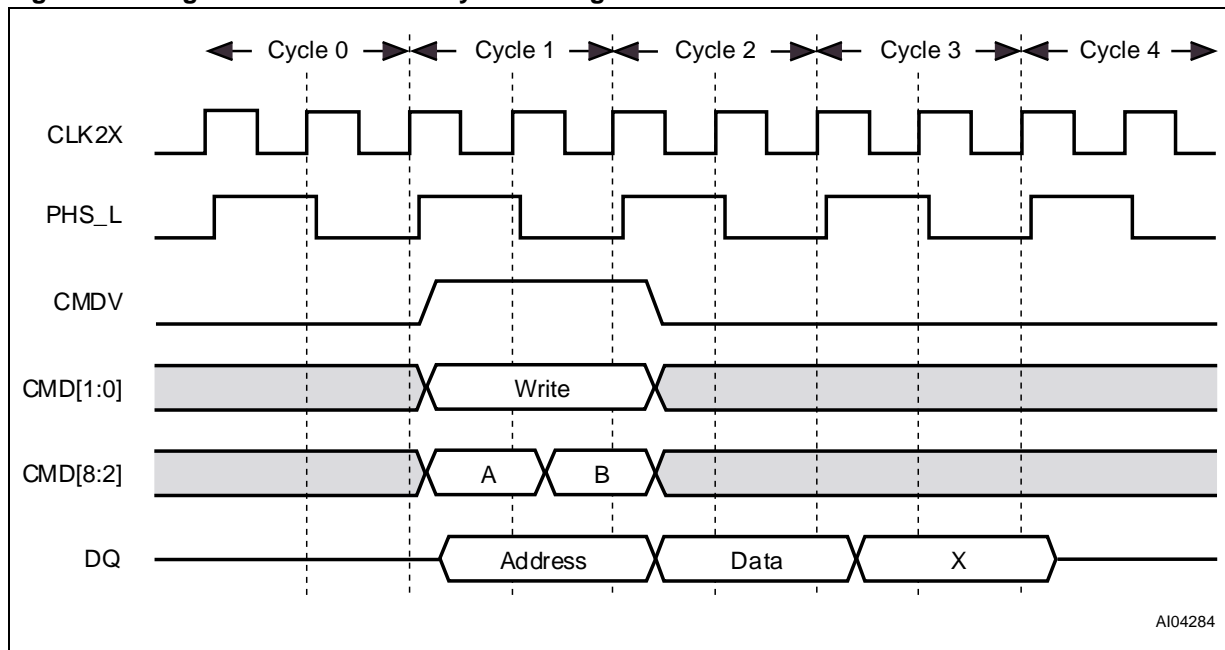 Cycle 0 Cycle 1 Cycle 2 Cycle 3 Cycle 4
CLK2X
PHS_L
CMDV
CMD[1:0] Write
CMD[8:2] A B
DQ Address Data X
AI04284